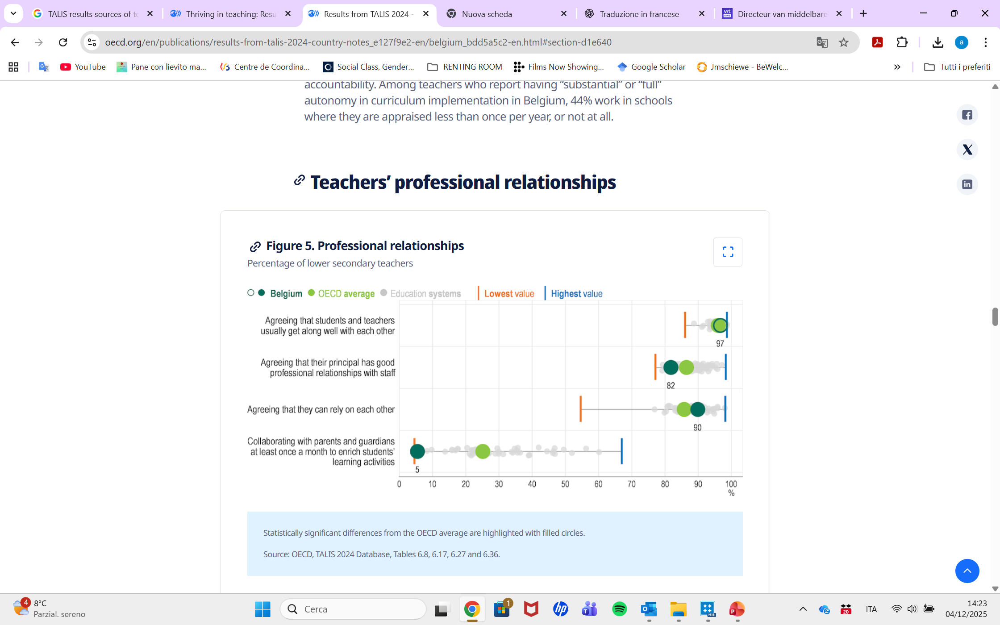 TALIS results sources of te
Thriving in teaching: Resu
Results from TALIS 2024 -
Nuova scheda
Traduzione in francese
Directeur van middelbare
oecd.org/en/publications/results-from-talis-2024-country-notes_e127f9e2-en/belgium_bdd5a5c2-en.html#section-d1e640
a
YouTube
Pane con lievito ma...
Centre de Coordina...
Social Class, Gender...
RENTING ROOM
Films Now Showing...
Google Scholar
Jmschiewe - BeWelc...
Tutti i preferiti
accountability. Among teachers who report having “substantial” or “full”
autonomy in curriculum implementation in Belgium, 44% work in schools
where they are appraised less than once per year, or not at all.
Teachers’ professional relationships
Figure 5. Professional relationships
Percentage of lower secondary teachers
Belgium OECD average Education systems Lowest value Highest value
Agreeing that students and teachers
usually get along well with each other
97
Agreeing that their principal has good
professional relationships with staff
82
Agreeing that they can rely on each other
90
Collaborating with parents and guardians
at least once a month to enrich students’
learning activities
5
0 10 20 30 40 50 60 70 80 90 100
%
Statistically significant differences from the OECD average are highlighted with filled circles.
Source: OECD, TALIS 2024 Database, Tables 6.8, 6.17, 6.27 and 6.36.
4
8°C
Parzial. sereno
Cerca
1
hp
N15
20
ITA
14:23
04/12/2025